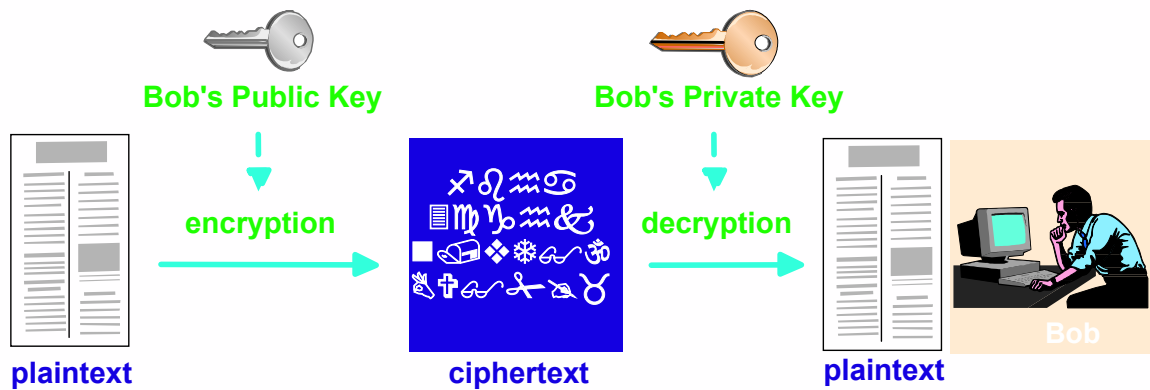 Bob's Public Key
Bob's Private Key
encryption
decryption
♐♌♒♋
🗏♍♑♒&
■📬❖❄👓🕉
👌✞👓✁✍♉
Bob
plaintext
ciphertext
plaintext